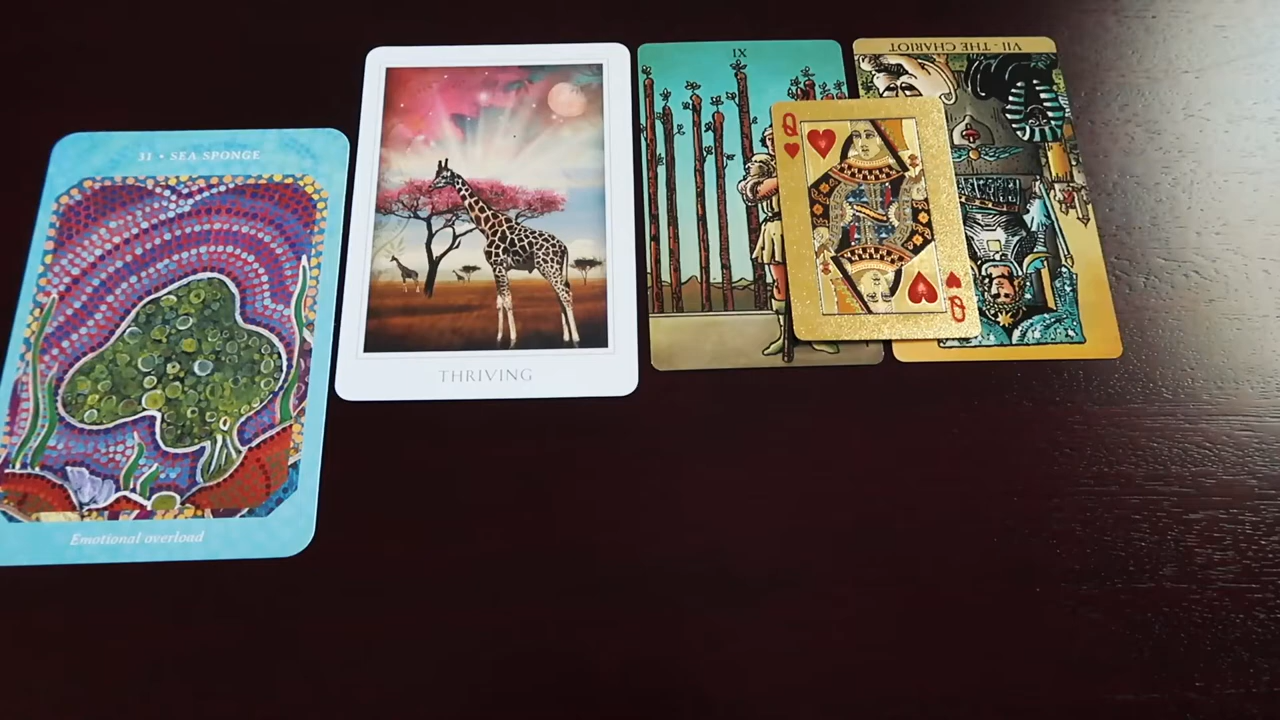 31 • SEA SPONGE
Emotional overload
THRIVING
IX
Q
Q
VII - THE CHARIOT